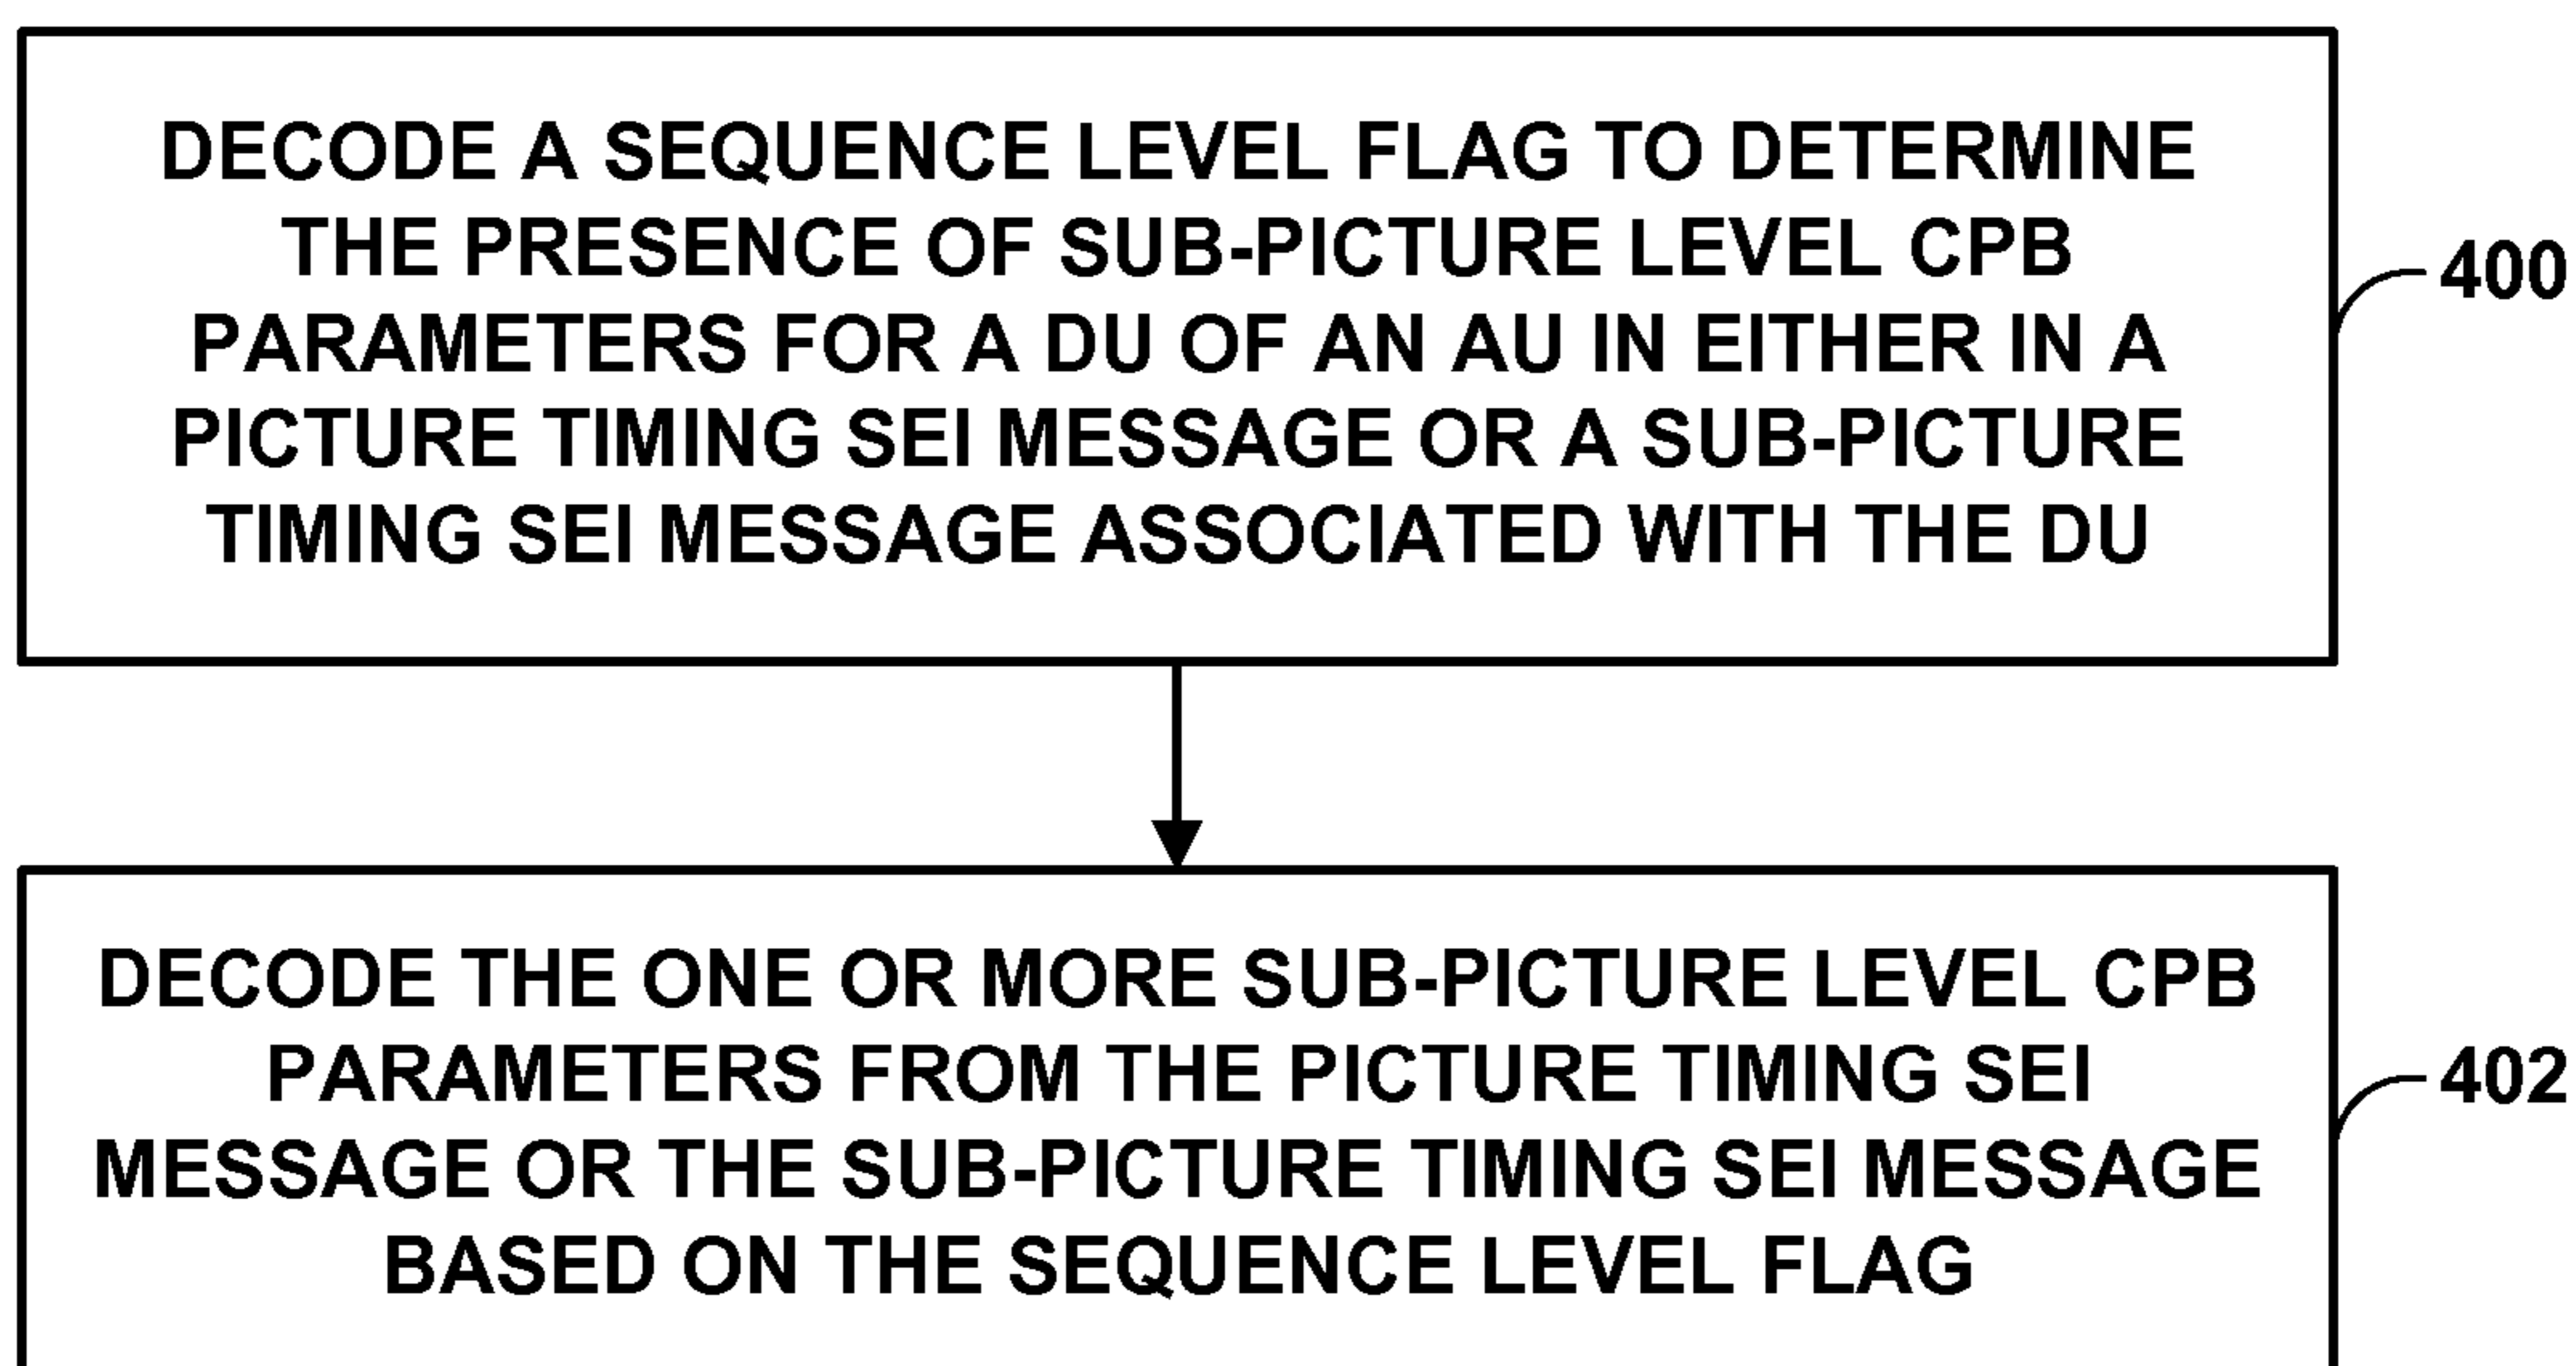 DECODE A SEQUENCE LEVEL FLAG TO DETERMINE
THE PRESENCE OF SUB-PICTURE LEVEL CPB
PARAMETERS FOR A DU OF AN AU IN EITHER IN A
PICTURE TIMING SEI MESSAGE OR A SUB-PICTURE
TIMING SEI MESSAGE ASSOCIATED WITH THE DU
400
DECODE THE ONE OR MORE SUB-PICTURE LEVEL CPB
PARAMETERS FROM THE PICTURE TIMING SEI
MESSAGE OR THE SUB-PICTURE TIMING SEI MESSAGE
BASED ON THE SEQUENCE LEVEL FLAG
402